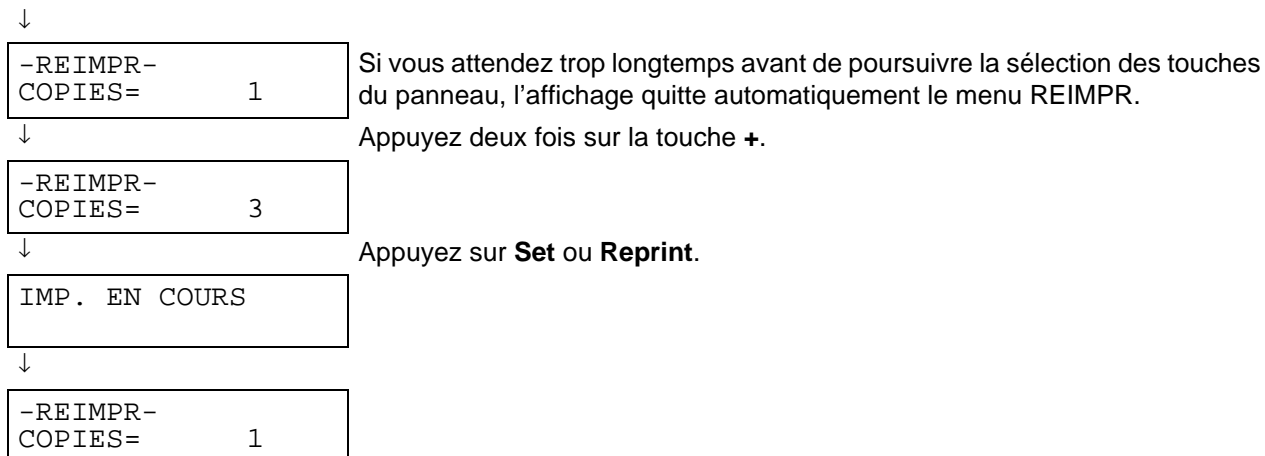 ↓
-REIMPR-
COPIES= 1
Si vous attendez trop longtemps avant de poursuivre la sélection des touches
du panneau, l'affichage quitte automatiquement le menu REIMPR.
↓
Appuyez deux fois sur la touche +.
-REIMPR-
COPIES= 3
↓
Appuyez sur Set ou Reprint.
IMP. EN COURS
↓
-REIMPR-
COPIES= 1